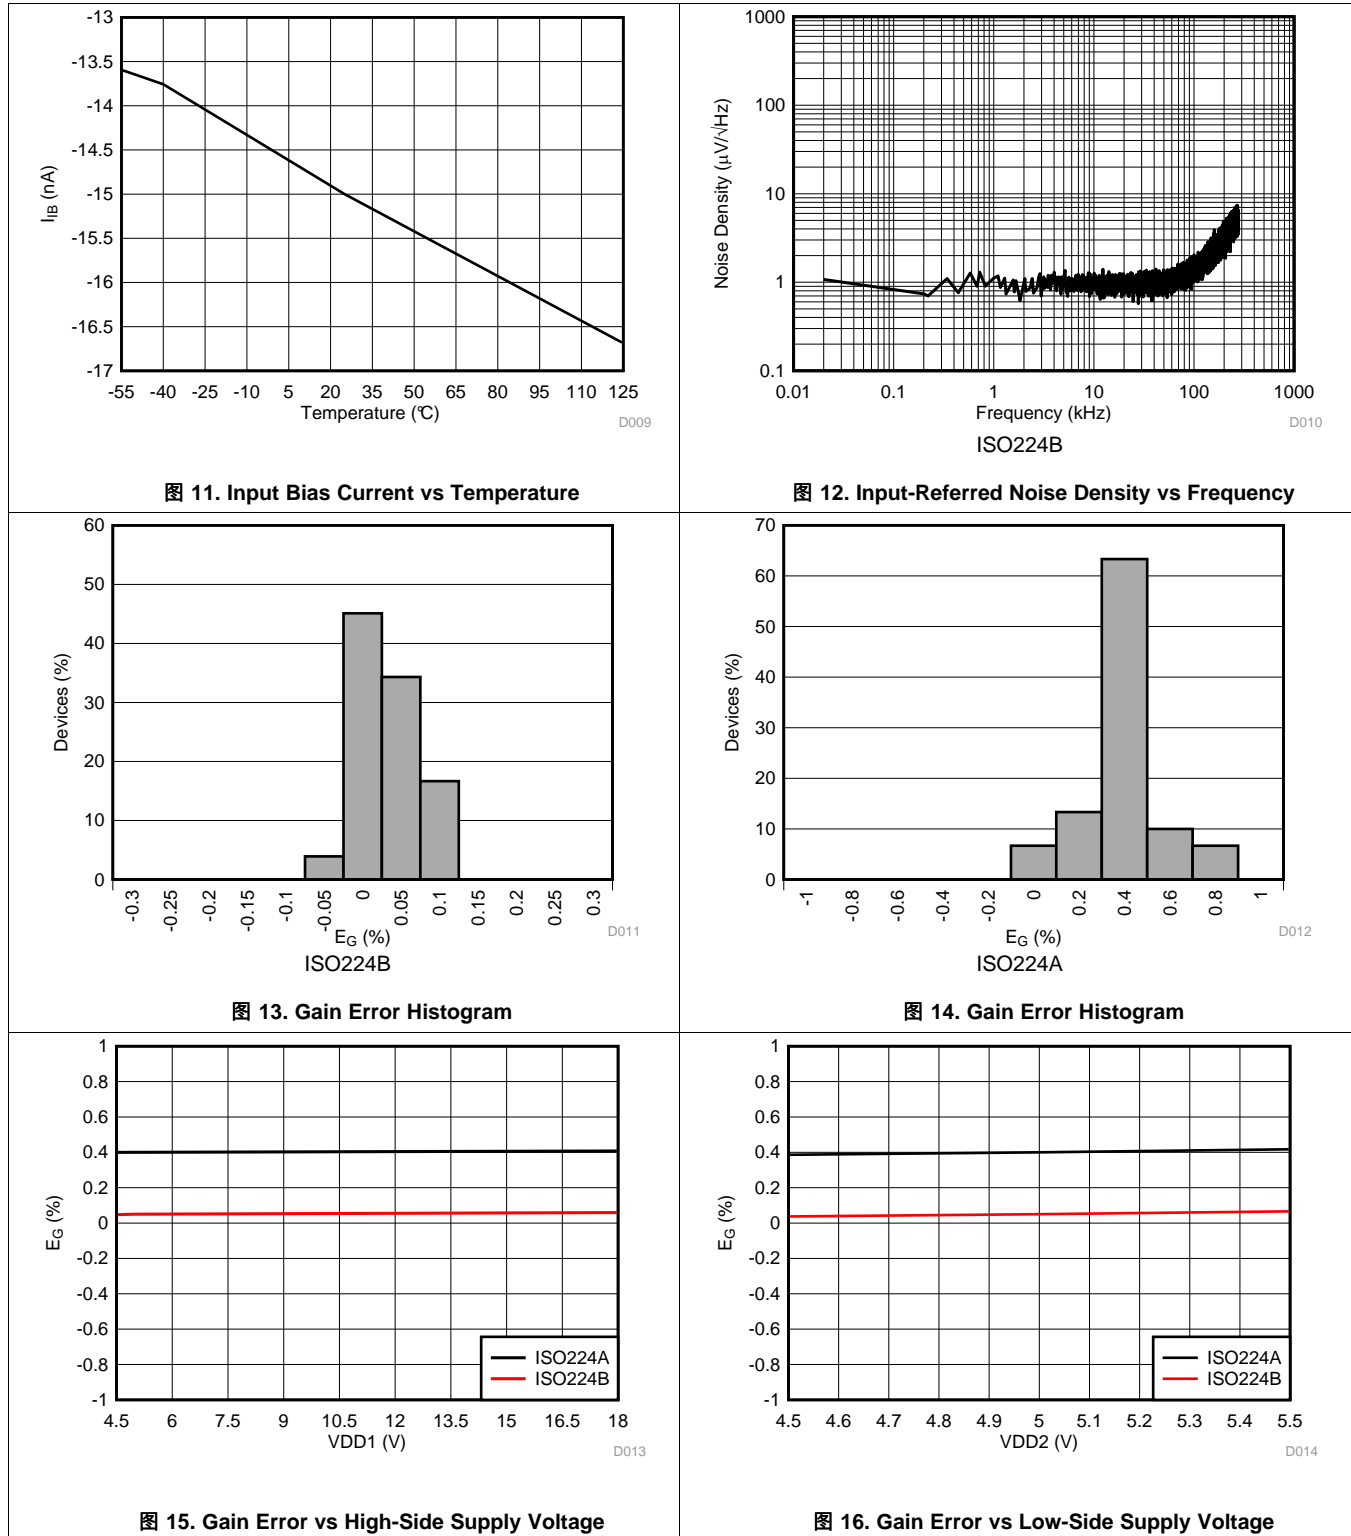 -13
-13.5
-14
-14.5
-15
-15.5
-16
-16.5
-17
I_IB (nA)
-55 -40 -25 -10 5 20 35 50 65 80 95 110 125
Temperature (°C)
D009
图 11. Input Bias Current vs Temperature
1000
100
10
1
0.1
Noise Density (μV/√Hz)
0.01 0.1 1 10 100 1000
Frequency (kHz)
D010
ISO224B
图 12. Input-Referred Noise Density vs Frequency
60
50
40
30
20
10
0
Devices (%)
-0.3 -0.25 -0.2 -0.15 -0.1 -0.05 0 0.05 0.1 0.15 0.2 0.25 0.3
E_G (%)
D011
ISO224B
图 13. Gain Error Histogram
70
60
50
40
30
20
10
0
Devices (%)
-1 -0.8 -0.6 -0.4 -0.2 0 0.2 0.4 0.6 0.8 1
E_G (%)
D012
ISO224A
图 14. Gain Error Histogram
1
0.8
0.6
0.4
0.2
0
-0.2
-0.4
-0.6
-0.8
-1
E_G (%)
ISO224A
ISO224B
4.5 6 7.5 9 10.5 12 13.5 15 16.5 18
VDD1 (V)
D013
图 15. Gain Error vs High-Side Supply Voltage
1
0.8
0.6
0.4
0.2
0
-0.2
-0.4
-0.6
-0.8
-1
E_G (%)
ISO224A
ISO224B
4.5 4.6 4.7 4.8 4.9 5 5.1 5.2 5.3 5.4 5.5
VDD2 (V)
D014
图 16. Gain Error vs Low-Side Supply Voltage